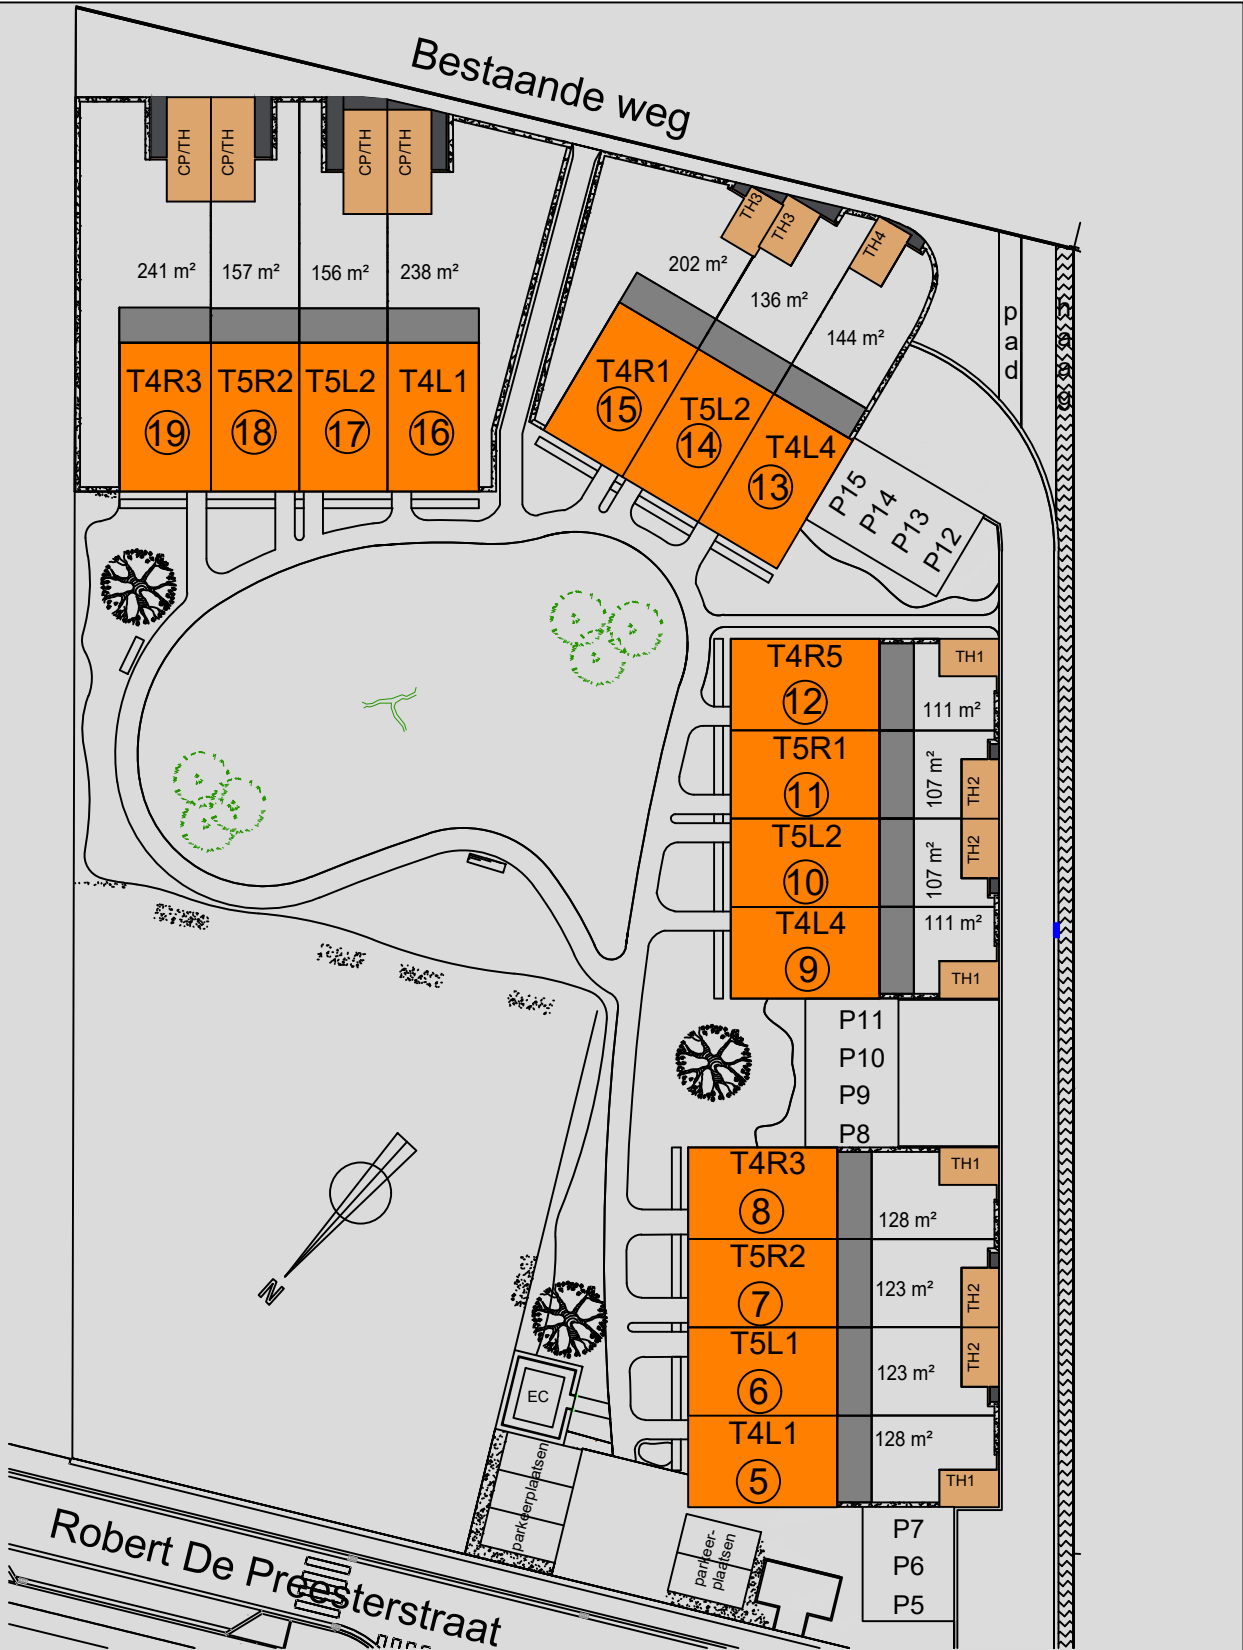 Bestaande weg
CP/TH
CP/TH
CP/TH
CP/TH
TH3
TH3
TH4
241 m²
157 m²
156 m²
238 m²
202 m²
136 m²
144 m²
pad
haag
T4R3
19
T5R2
18
T5L2
17
T4L1
16
T4R1
15
T5L2
14
T4L4
13
P15
P14
P13
P12
T4R5
12
TH1
111 m²
T5R1
11
107 m²
TH2
T5L2
10
107 m²
TH2
T4L4
9
111 m²
TH1
P11
P10
P9
P8
T4R3
8
TH1
128 m²
T5R2
7
123 m²
TH2
T5L1
6
123 m²
TH2
T4L1
5
128 m²
TH1
N
EC
parkeerplaatsen
parkeer-
plaatsen
P7
P6
P5
Robert De Preesterstraat